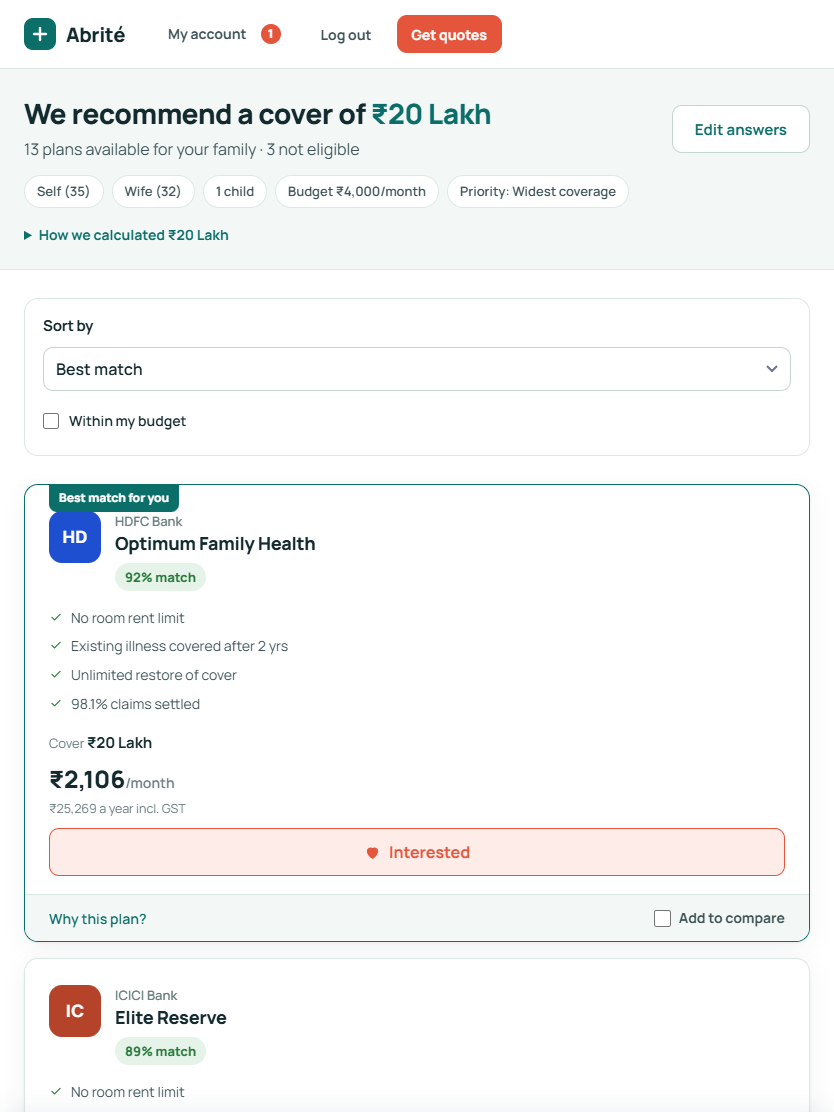 Abrité
My account 1 Log out Get quotes
We recommend a cover of ₹20 Lakh
13 plans available for your family · 3 not eligible
Edit answers
Self (35) Wife (32) 1 child Budget ₹4,000/month Priority: Widest coverage
How we calculated ₹20 Lakh
Sort by
Best match
Within my budget
Best match for you
HD
HDFC Bank
Optimum Family Health
92% match
No room rent limit
Existing illness covered after 2 yrs
Unlimited restore of cover
98.1% claims settled
Cover ₹20 Lakh
₹2,106/month
₹25,269 a year incl. GST
Interested
Why this plan? Add to compare
IC
ICICI Bank
Elite Reserve
89% match
No room rent limit